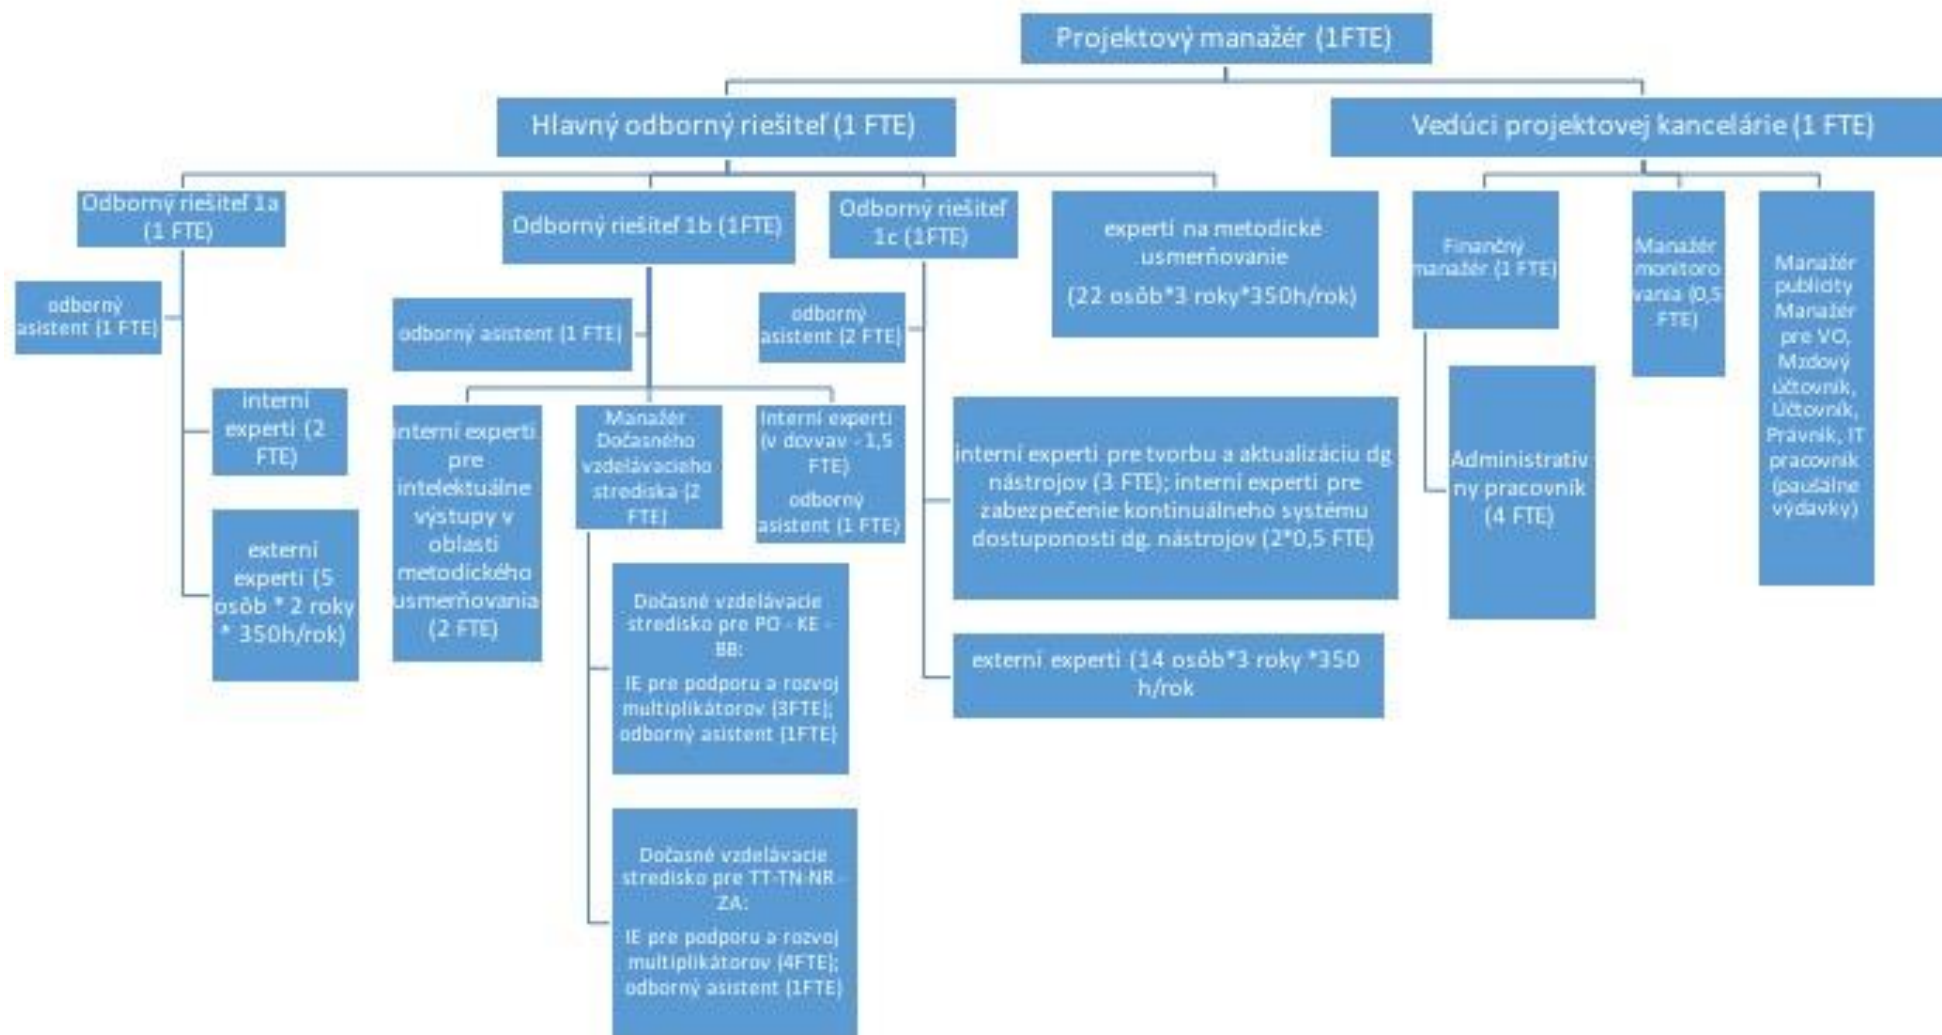 Projektový manažér (1FTE)
Hlavný odborný riešiteľ (1 FTE)
Vedúci projektovej kancelárie (1 FTE)
Odborný riešiteľ 1a
(1 FTE)
odborný
asistent (1 FTE)
interní
experti (2
FTE)
externí
experti (5
osôb * 2 roky
* 350h/rok)
Odborný riešiteľ 1b (1FTE)
odborný asistent (1 FTE)
interní experti
pre
intelektuálne
výstupy v
oblasti
metodického
usmerňovania
(2 FTE)
Manažér
Dočasného
vzdelávacieho
strediska (2
FTE)
Dočasné vzdelávacie
stredisko pre PO - KE -
BB:
IE pre podporu a rozvoj
multiplikátorov (3FTE);
odborný asistent (1FTE)
Dočasné vzdelávacie
stredisko pre TT-TN-NR -
ZA:
IE pre podporu a rozvoj
multiplikátorov (4FTE);
odborný asistent (1FTE)
Interní experti
(v dcvvav - 1,5
FTE)
odborný
asistent (1 FTE)
Odborný riešiteľ
1c (1FTE)
odborný
asistent (2 FTE)
interní experti pre tvorbu a aktualizáciu dg.
nástrojov (3 FTE); interní experti pre
zabezpečenie kontinuálneho systému
dostuponosti dg. nástrojov (2*0,5 FTE)
externí experti (14 osôb*3 roky *350
h/rok
experti na metodické
usmerňovanie
(22 osôb*3 roky*350h/rok)
Finančný
manažér (1 FTE)
Administratív
ny pracovník
(4 FTE)
Manažér
monitoro
vania (0,5
FTE)
Manažér
publicity
Manažér
pre VO,
Mzdový
účtovník,
Účtovník,
Právnik, IT
pracovník
(paušálne
výdavky)